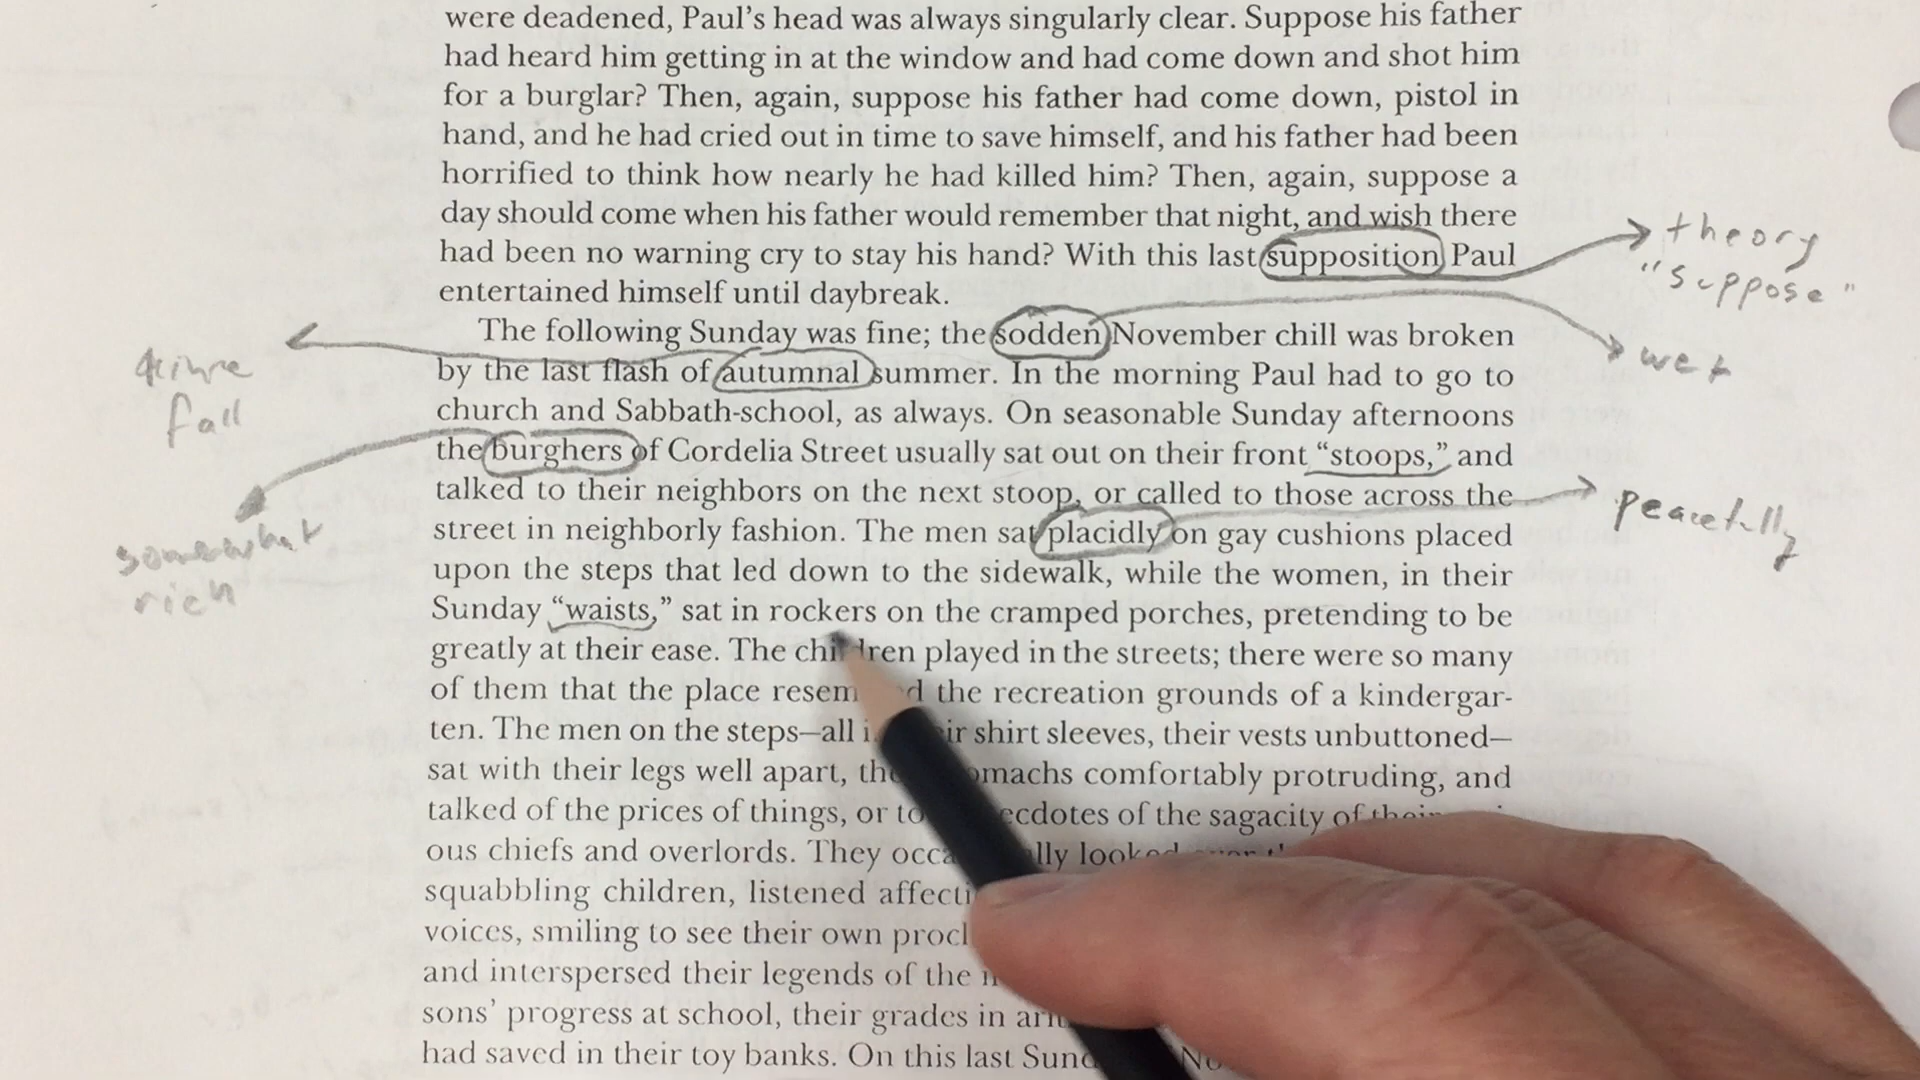 were deadened, Paul's head was always singularly clear. Suppose his father
had heard him getting in at the window and had come down and shot him
for a burglar? Then, again, suppose his father had come down, pistol in
hand, and he had cried out in time to save himself, and his father had been
horrified to think how nearly he had killed him? Then, again, suppose a
day should come when his father would remember that night, and wish there
had been no warning cry to stay his hand? With this last supposition Paul
theory
"suppose"
entertained himself until daybreak.
The following Sunday was fine; the sodden November chill was broken
wet
by the last flash of autumnal summer. In the morning Paul had to go to
fall
church and Sabbath-school, as always. On seasonable Sunday afternoons
the burghers of Cordelia Street usually sat out on their front "stoops," and
somewhat
rich
talked to their neighbors on the next stoop, or called to those across the
peacefully
street in neighborly fashion. The men sat placidly on gay cushions placed
upon the steps that led down to the sidewalk, while the women, in their
Sunday "waists," sat in rockers on the cramped porches, pretending to be
greatly at their ease. The children played in the streets; there were so many
of them that the place the recreation grounds of a kindergar-
ten. The men on the steps—all shirt sleeves, their vests unbuttoned—
sat with their legs well apart, comfortably protruding, and
talked of the prices of things, or of the sagacity of
ous chiefs and overlords. They looked
squabbling children, listened
voices, smiling to see their own
and interspersed their legends of the
sons' progress at school, their grades in
had saved in their toy banks. On this last